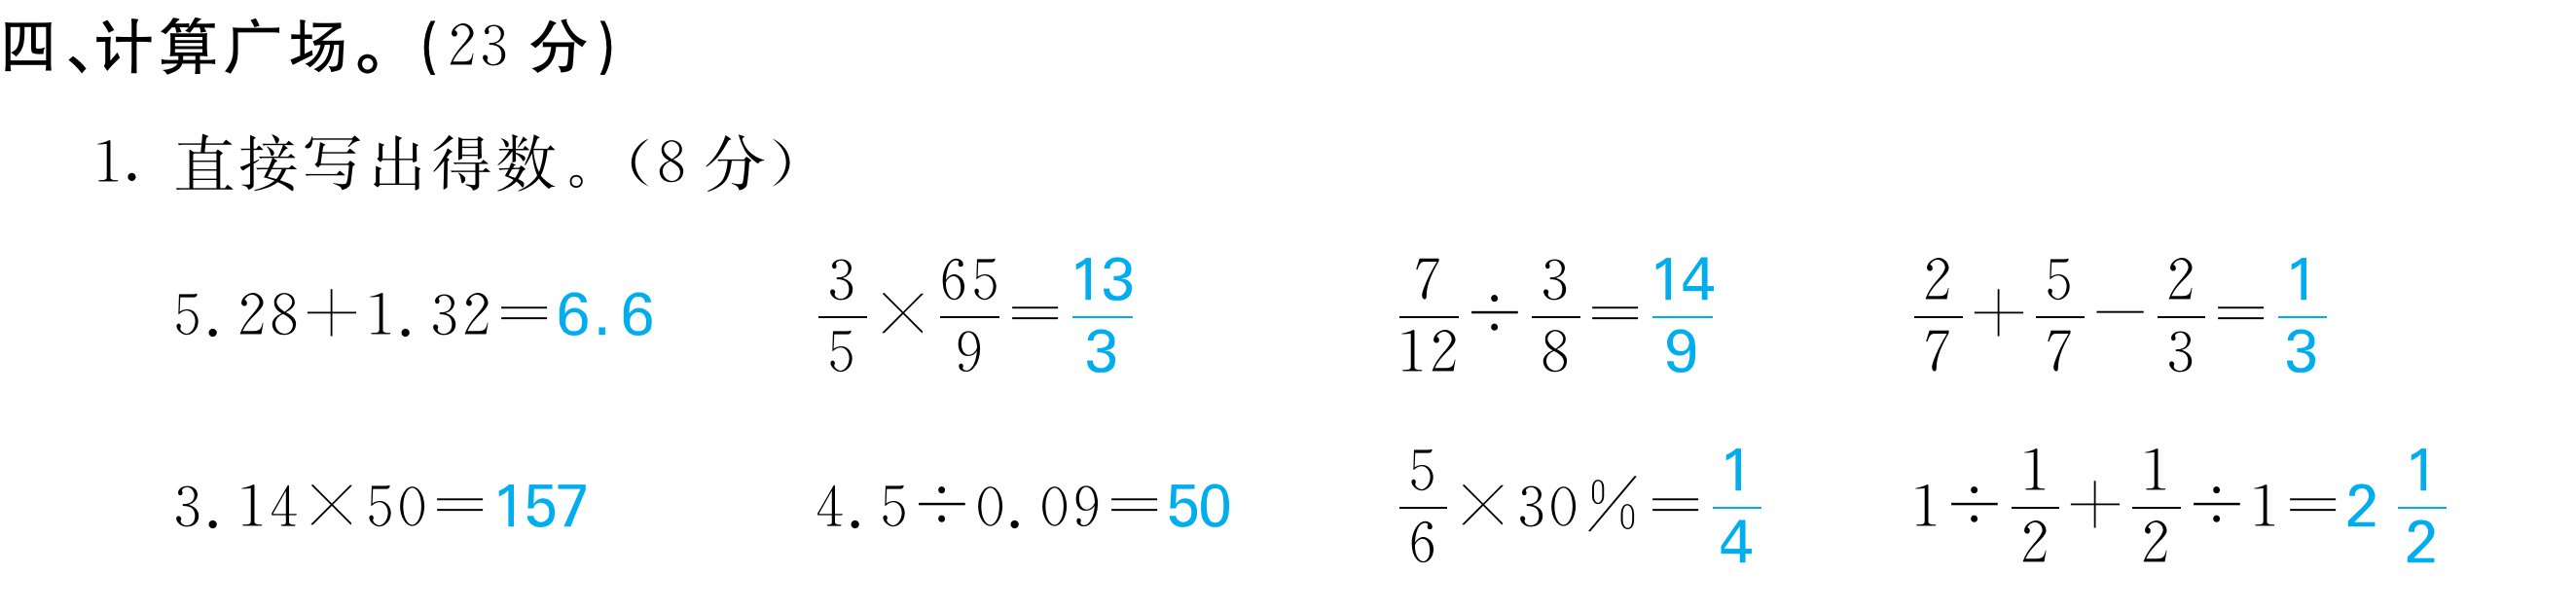 四、计算广场。(23 分)
1. 直接写出得数。(8 分)
5.28+1.32=6.6 3/5×65/9=13/3 7/12÷3/8=14/9 2/7+5/7-2/3=1/3
3.14×50=157 4.5÷0.09=50 5/6×30%=1/4 1÷1/2+1/2÷1=2 1/2